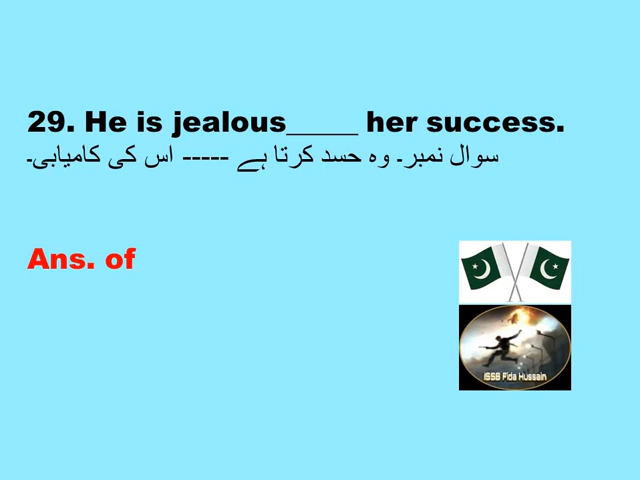 29. He is jealous_____ her success.
سوال نمبر۔ وہ حسد کرتا ہے ----- اس کی کامیابی۔
Ans. of
ISSB Fida Hussain